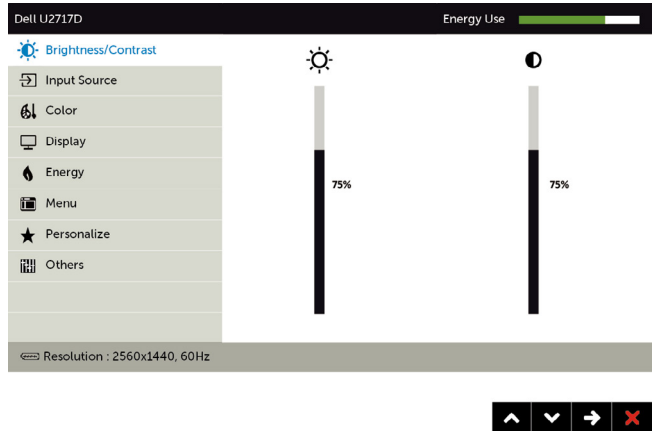 Dell U2717D
Energy Use
Brightness/Contrast
Input Source
Color
Display
Energy
Menu
Personalize
Others
75%
75%
Resolution : 2560x1440, 60Hz